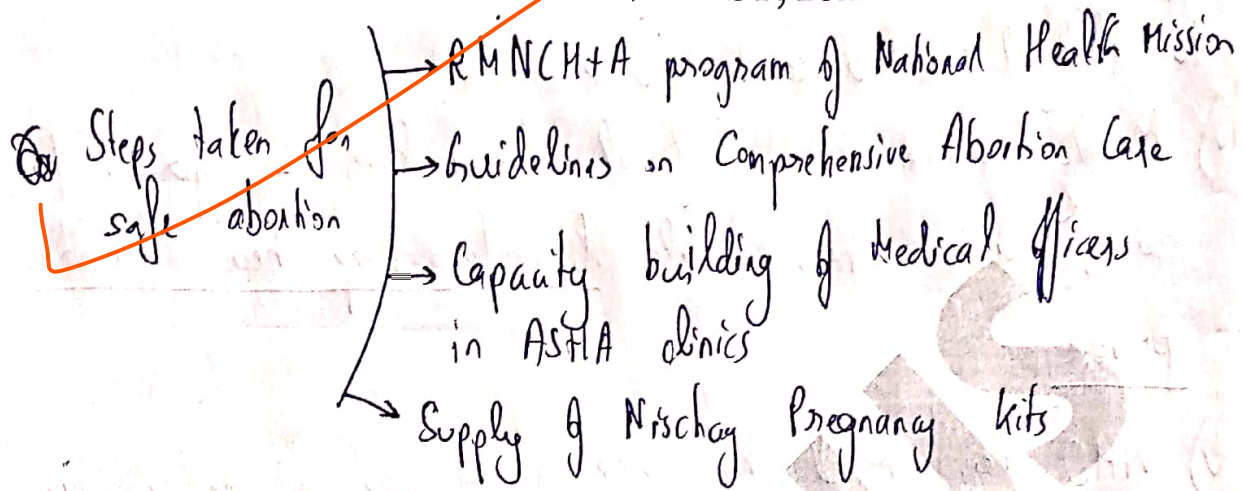 Steps taken for
safe abortion
→ RMNCH+A program of National Health Mission
→ Guidelines on Comprehensive Abortion Care
→ Capacity building of Medical officers
in ASHA clinics
→ Supply of Nischay Pregnancy kits